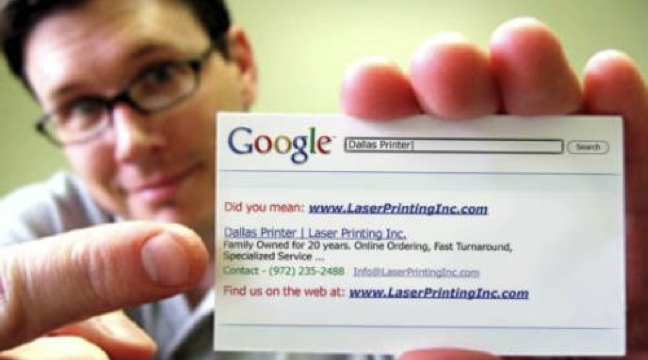 Google™ Dallas Printer Search
Did you mean: www.LaserPrintingInc.com
Dallas Printer | Laser Printing Inc.
Family Owned for 20 years. Online Ordering, Fast Turnaround,
Specialized Service ...
Contact - (972) 235-2488 Info@LaserPrintingInc.com
Find us on the web at: www.LaserPrintingInc.com